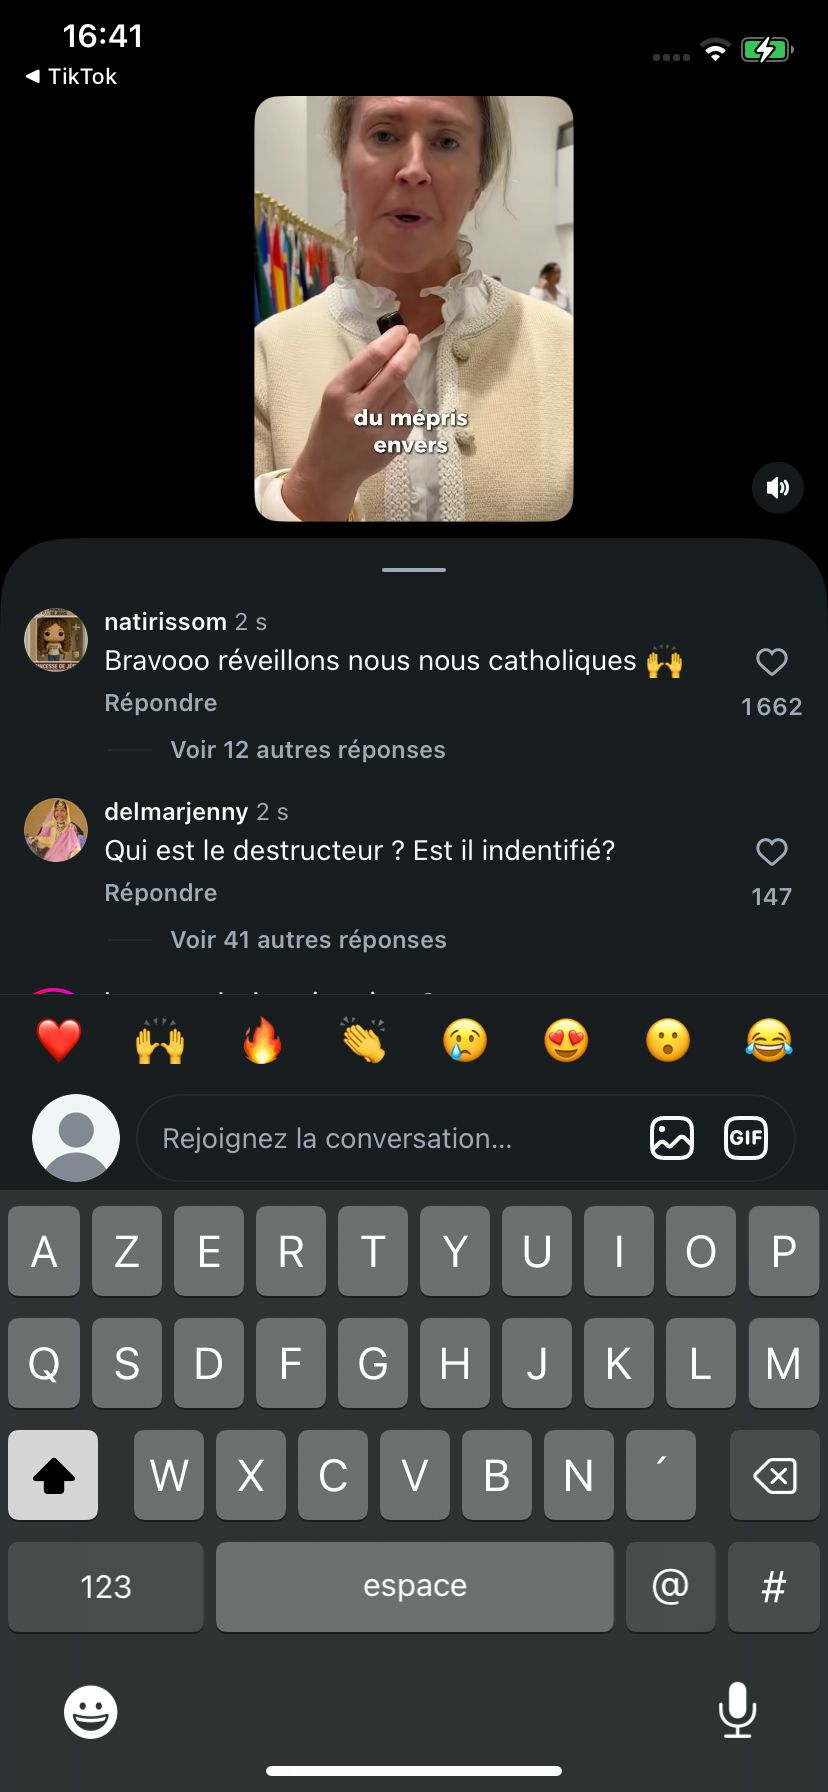 16:41
◀ TikTok
du mépris
envers
natirissom 2 s
Bravooo réveillons nous nous catholiques 🙌
1 662
Répondre
Voir 12 autres réponses
delmarjenny 2 s
Qui est le destructeur ? Est il indentifié?
147
Répondre
Voir 41 autres réponses
Rejoignez la conversation...
GIF
A Z E R T Y U I O P
Q S D F G H J K L M
W X C V B N ´
123 espace @ #